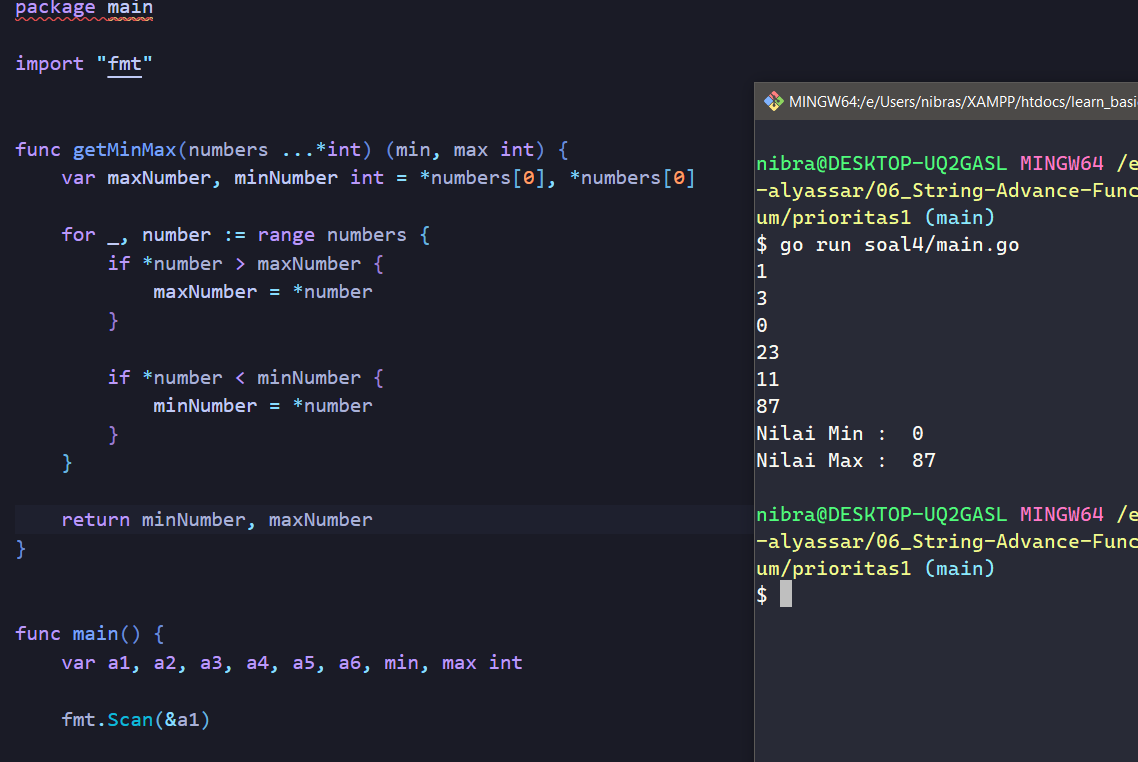 package main
import "fmt"
func getMinMax(numbers ...*int) (min, max int) {
var maxNumber, minNumber int = *numbers[0], *numbers[0]
for _, number := range numbers {
if *number > maxNumber {
maxNumber = *number
}
if *number < minNumber {
minNumber = *number
}
}
return minNumber, maxNumber
}
func main() {
var a1, a2, a3, a4, a5, a6, min, max int
fmt.Scan(&a1)
MINGW64:/e/Users/nibras/XAMPP/htdocs/learn_basi
nibra@DESKTOP-UQ2GASL MINGW64 /e
-alyassar/06_String-Advance-Func
um/prioritas1 (main)
$ go run soal4/main.go
1
3
0
23
11
87
Nilai Min :  0
Nilai Max :  87
nibra@DESKTOP-UQ2GASL MINGW64 /e
-alyassar/06_String-Advance-Func
um/prioritas1 (main)
$